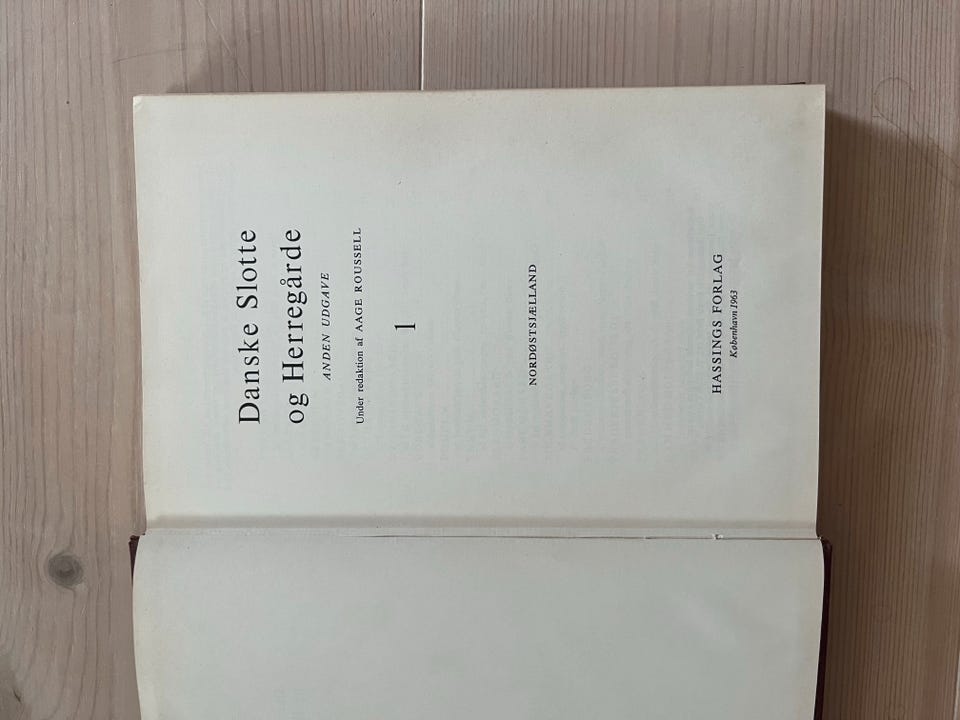 Danske Slotte
og Herregårde
ANDEN UDGAVE
Under redaktion af AAGE ROUSSELL
1
NORDØSTSJÆLLAND
HASSINGS FORLAG
København 1963